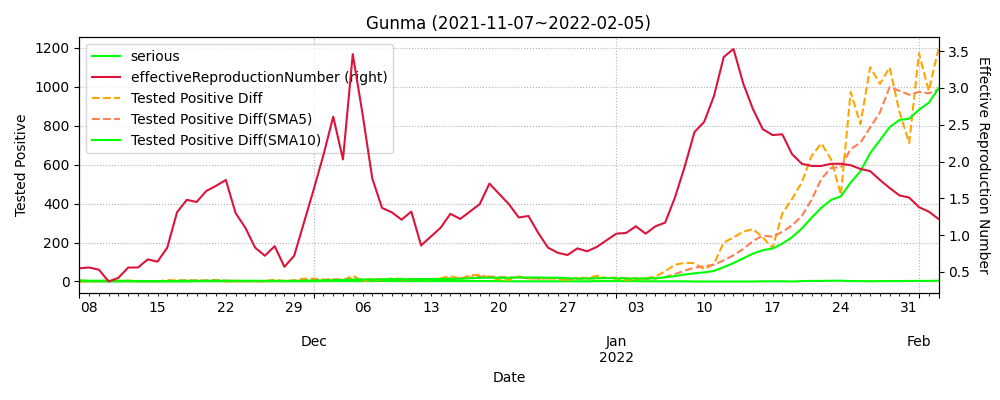 Gunma (2021-11-07~2022-02-05)
serious
effectiveReproductionNumber (right)
Tested Positive Diff
Tested Positive Diff(SMA5)
Tested Positive Diff(SMA10)
Tested Positive
1200
1000
800
600
400
200
0
Effective Reproduction Number
3.5
3.0
2.5
2.0
1.5
1.0
0.5
08 15 22 29 06 13 20 27 03 10 17 24 31
Dec Jan Feb
2022
Date